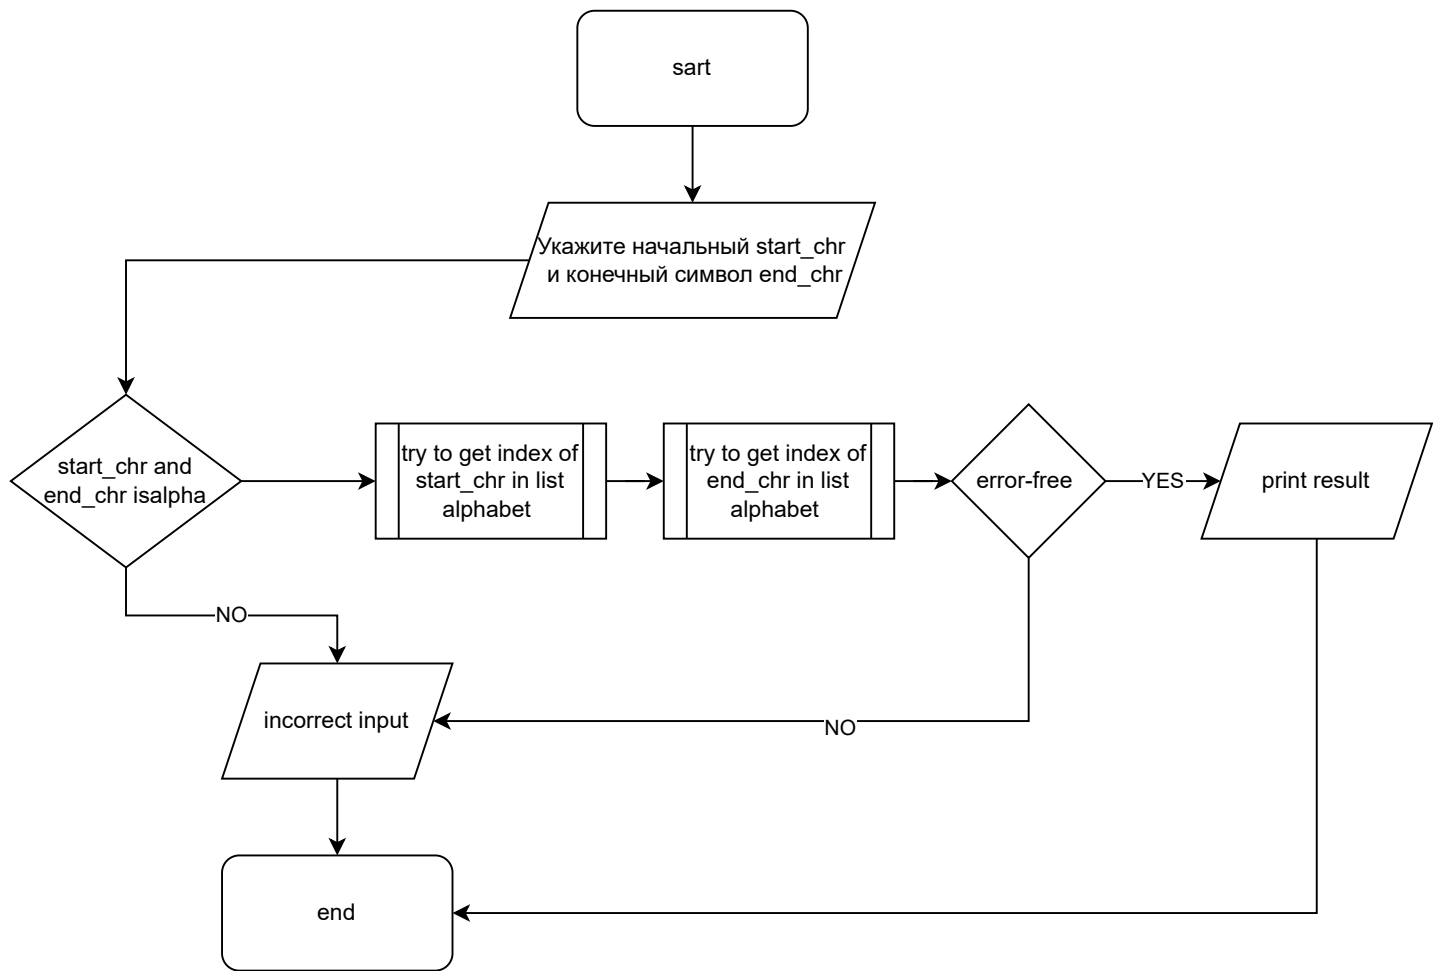 sart
Укажите начальный start_chr
и конечный символ end_chr
start_chr and
end_chr isalpha
try to get index of
start_chr in list
alphabet
try to get index of
end_chr in list
alphabet
error-free
YES
print result
NO
incorrect input
NO
end